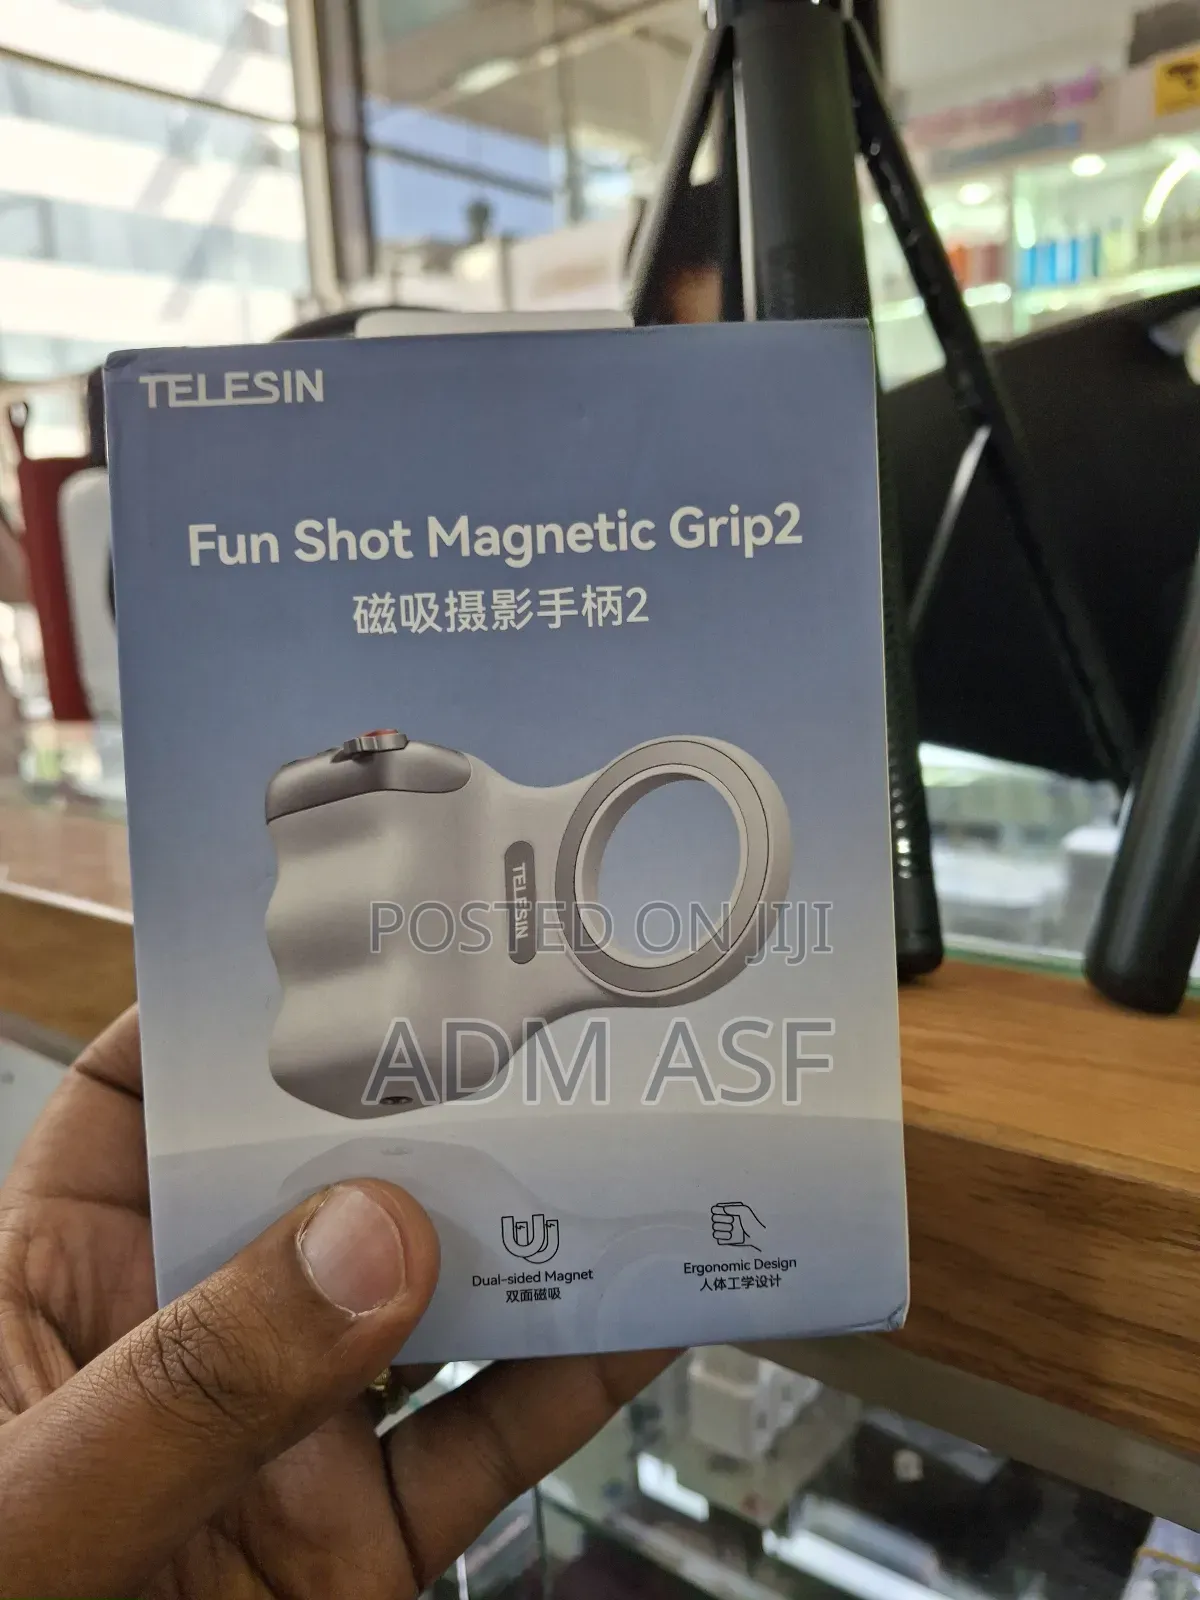 TELESIN
Fun Shot Magnetic Grip2
磁吸摄影手柄2
TELESIN
POSTED ON JIJI
ADM ASF
Dual-sided Magnet
双面磁吸
Ergonomic Design
人体工学设计